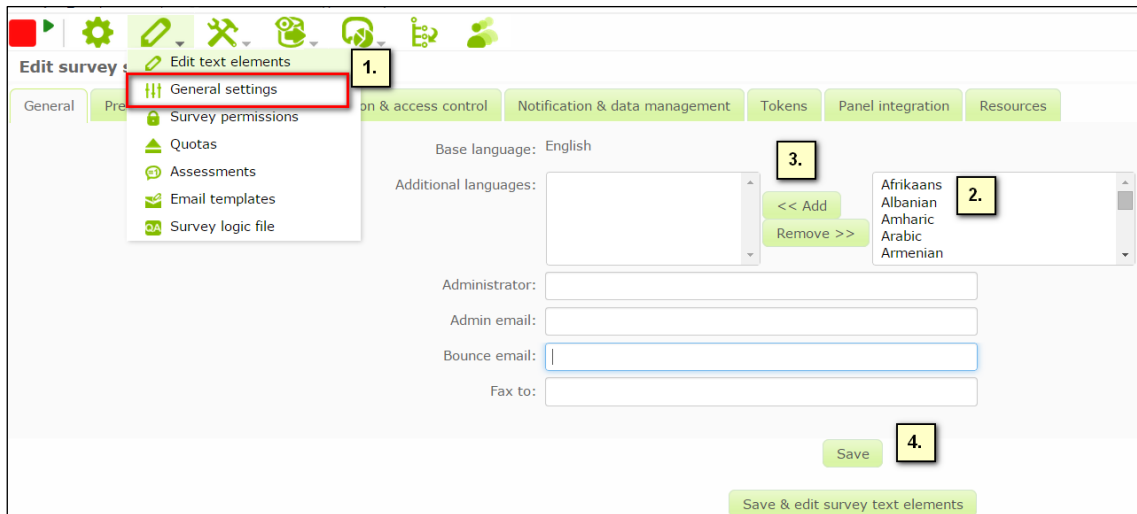 Edit survey s
Edit text elements
1.
General settings
Survey permissions
Quotas
Assessments
Email templates
QA Survey logic file
General
Pre
on & access control
Notification & data management
Tokens
Panel integration
Resources
Base language: English
3.
Additional languages:
<< Add
Remove >>
2.
Afrikaans
Albanian
Amharic
Arabic
Armenian
Administrator:
Admin email:
Bounce email:
Fax to:
Save
4.
Save & edit survey text elements